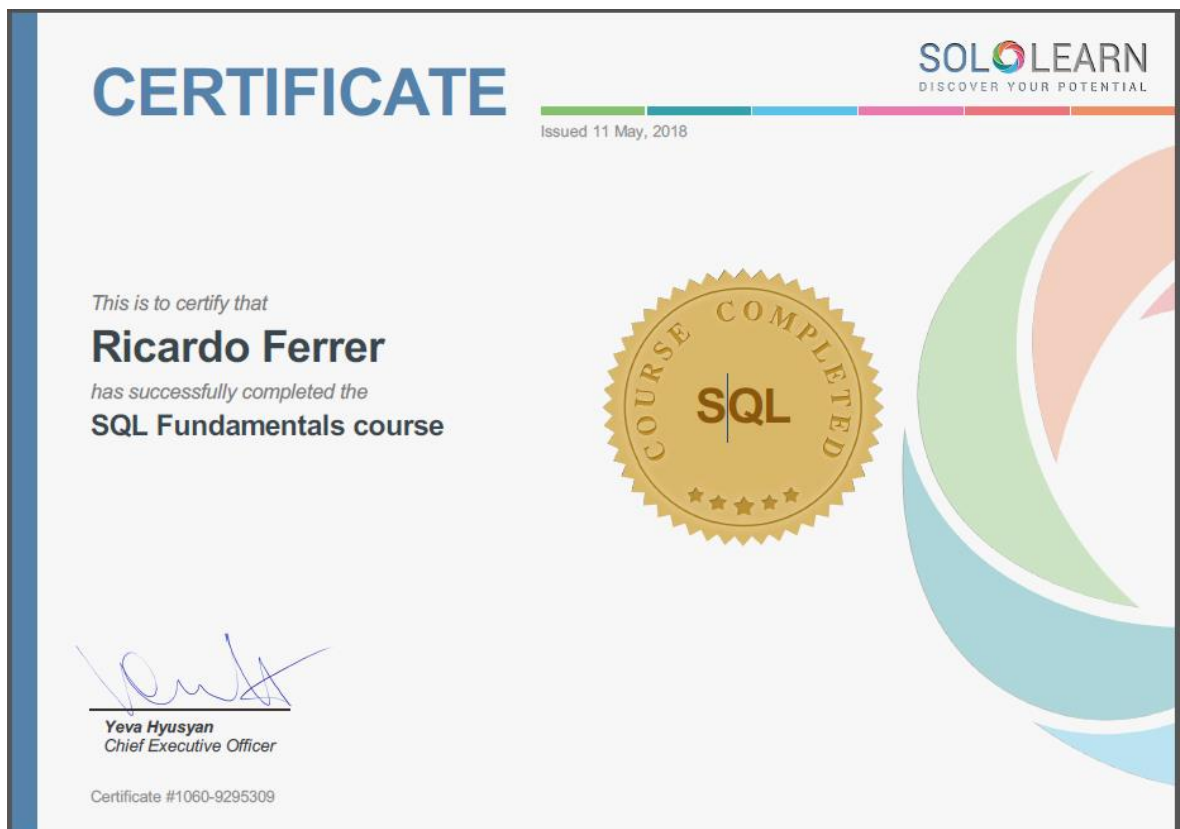 CERTIFICATE
SOLOLEARN
DISCOVER YOUR POTENTIAL
Issued 11 May, 2018
This is to certify that
Ricardo Ferrer
has successfully completed the
SQL Fundamentals course
COURSE COMPLETED
SQL
Yeva Hyusyan
Chief Executive Officer
Certificate #1060-9295309